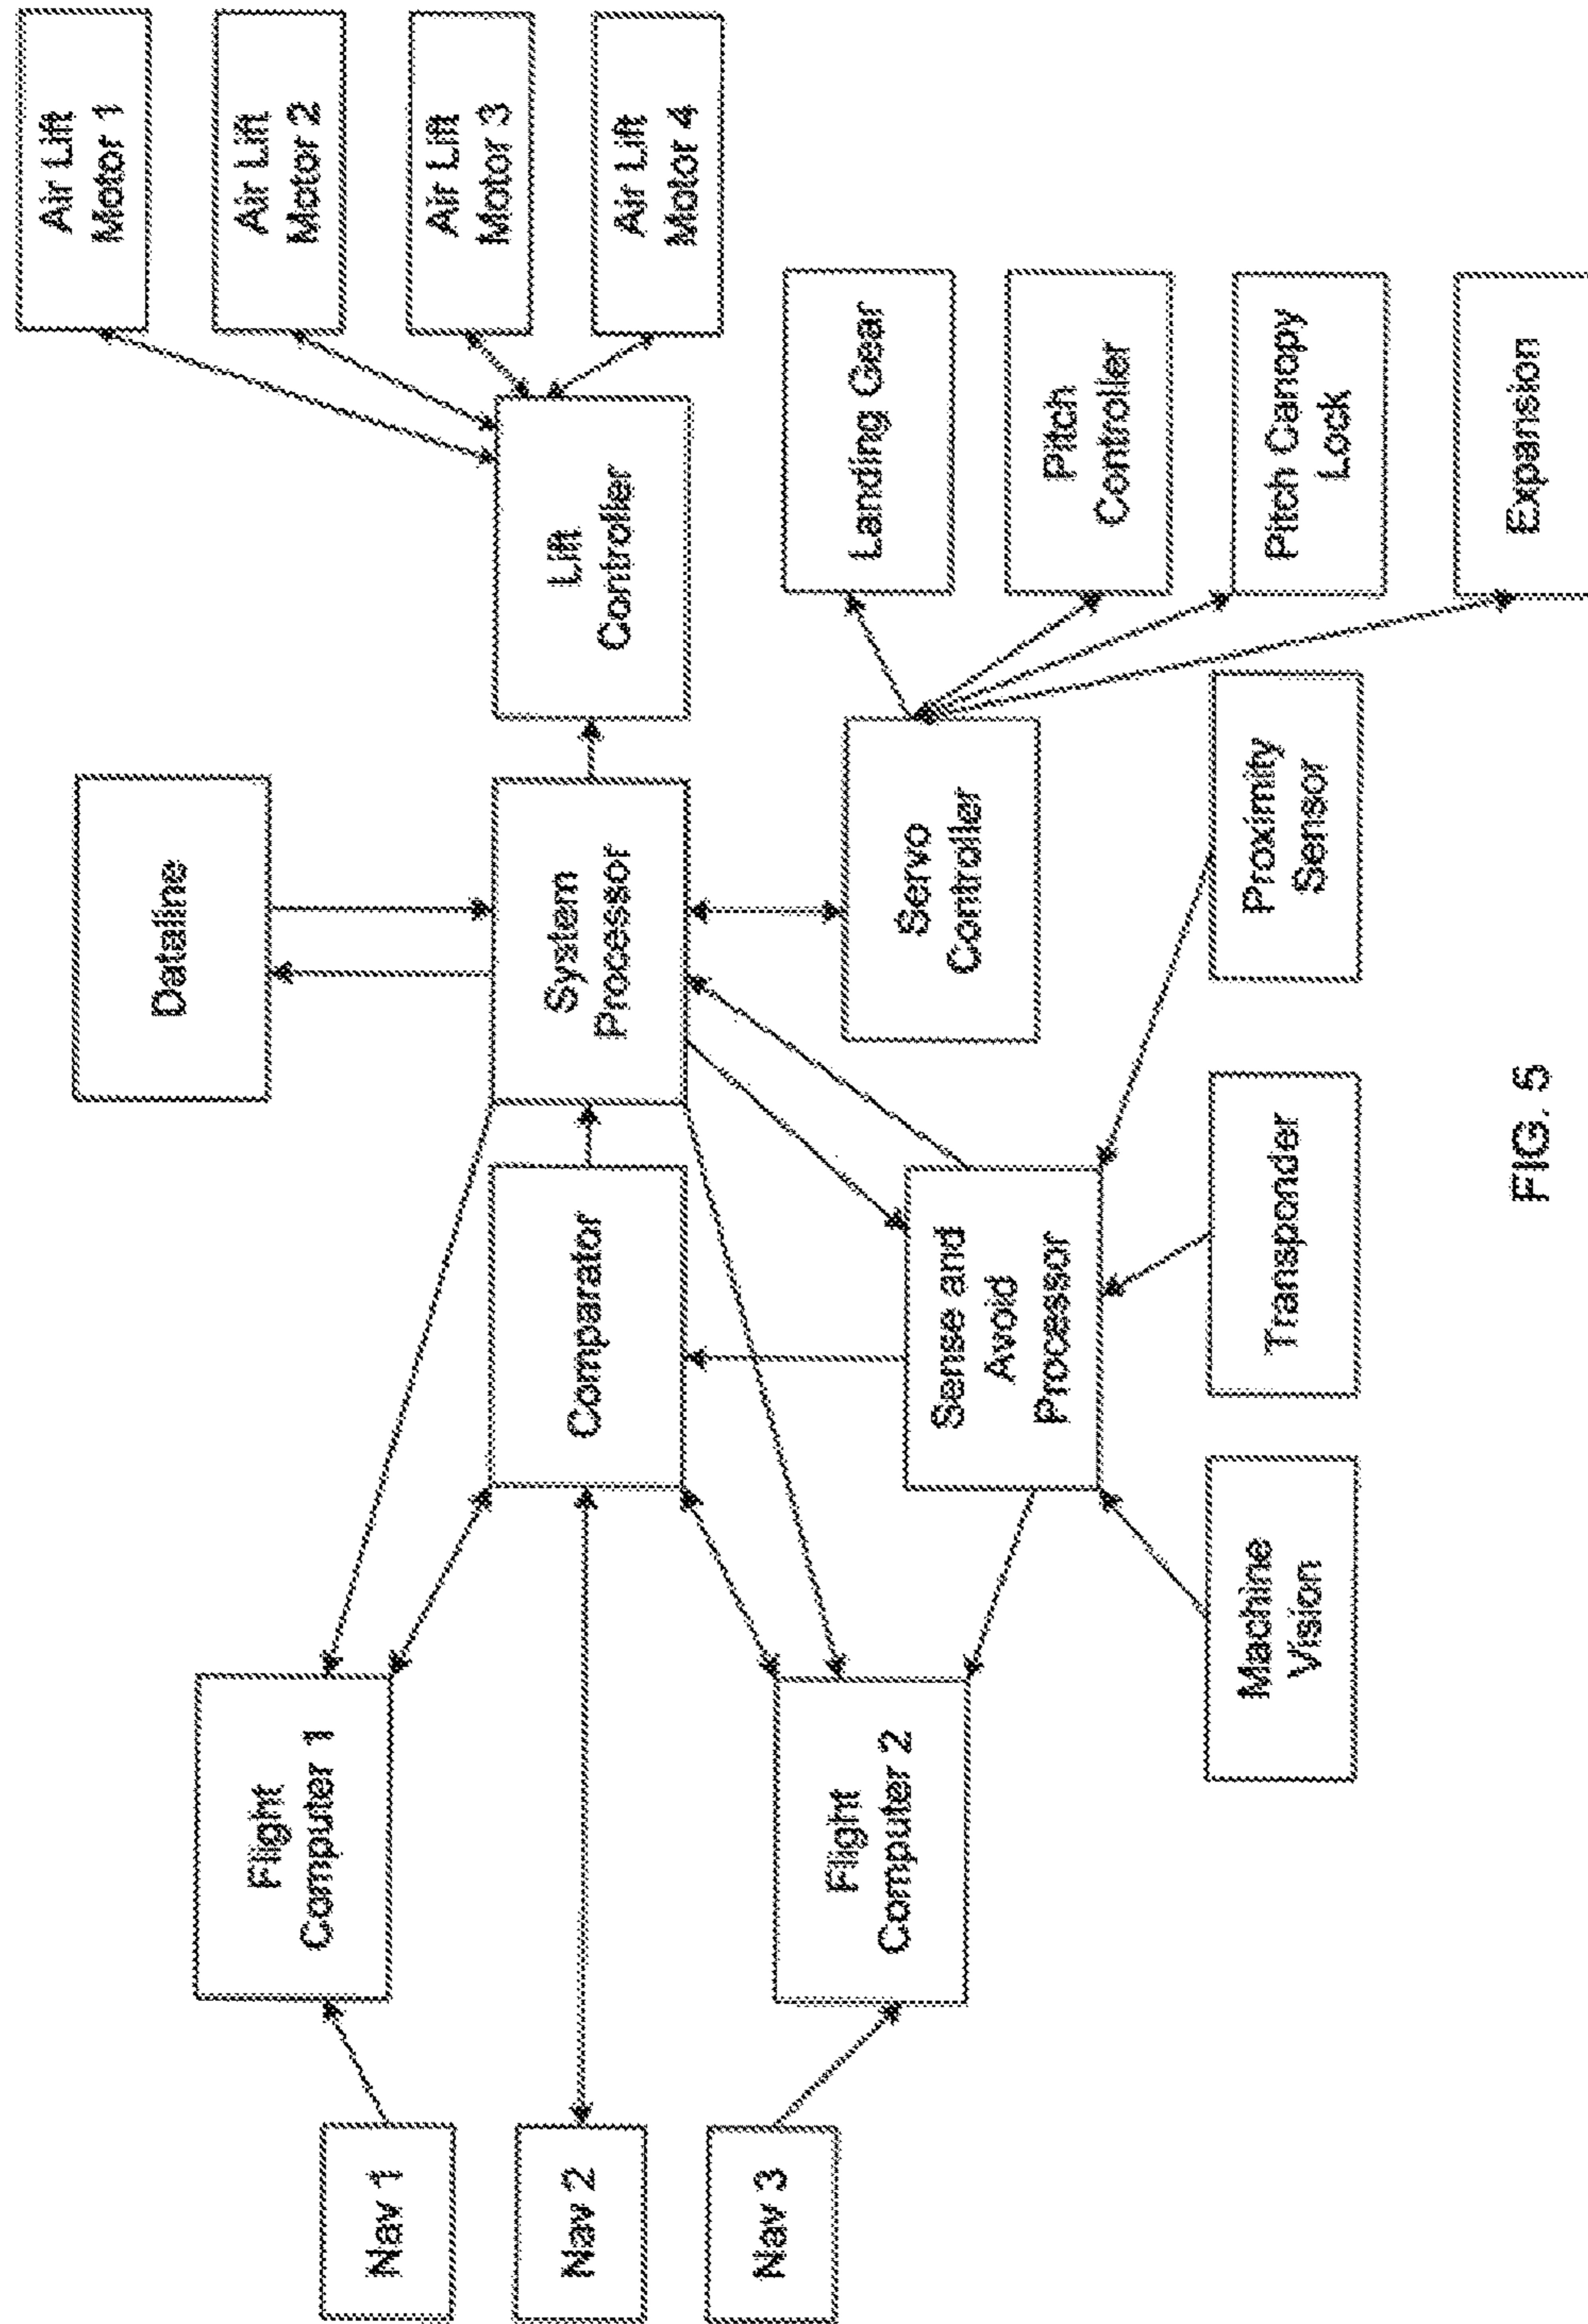 Nav 1
Nav 2
Nav 3
Flight
Computer 1
Flight
Computer 2
Comparator
Sense and
Avoid
Processor
Machine
Vision
Transponder
Proximity
Sensor
Dataline
System
Processor
Servo
Controller
Lift
Controller
Air Lift
Motor 1
Air Lift
Motor 2
Air Lift
Motor 3
Air Lift
Motor 4
Landing Gear
Pitch
Controller
Pitch Canopy
Lock
Expansion
FIG. 5